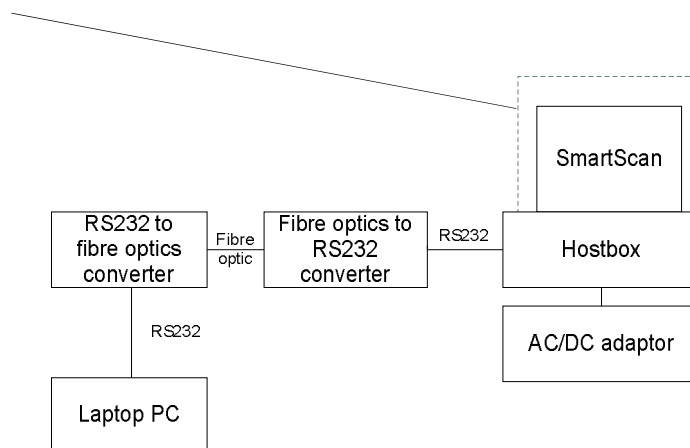 SmartScan
RS232 to
fibre optics
converter
Fibre
optic
Fibre optics to
RS232
converter
RS232
Hostbox
RS232
AC/DC adaptor
Laptop PC